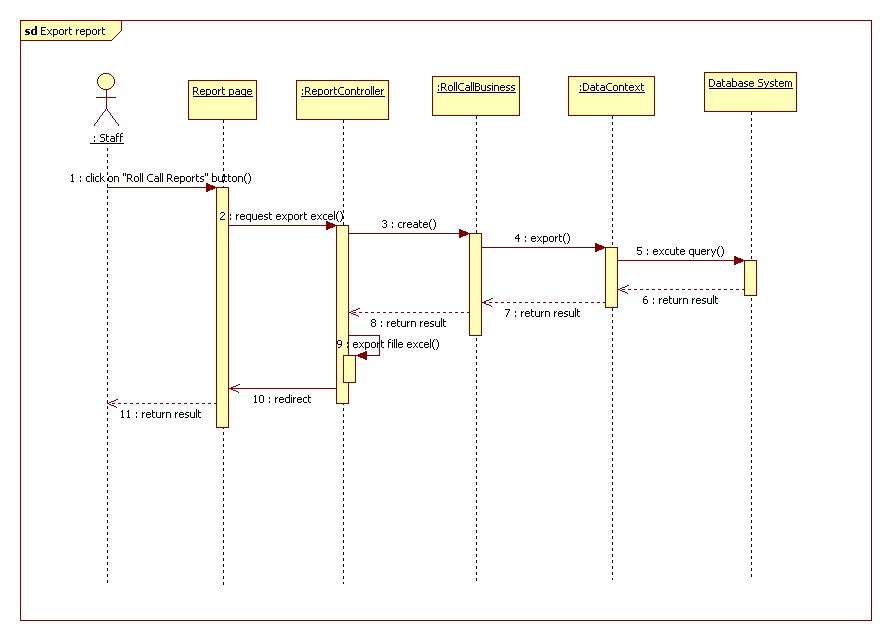 sd Export report
: Staff
Report page
:ReportController
:RollCallBusiness
:DataContext
Database System
1 : click on "Roll Call Reports" button()
2 : request export excel()
3 : create()
4 : export()
5 : excute query()
6 : return result
7 : return result
8 : return result
9 : export fille excel()
10 : redirect
11 : return result